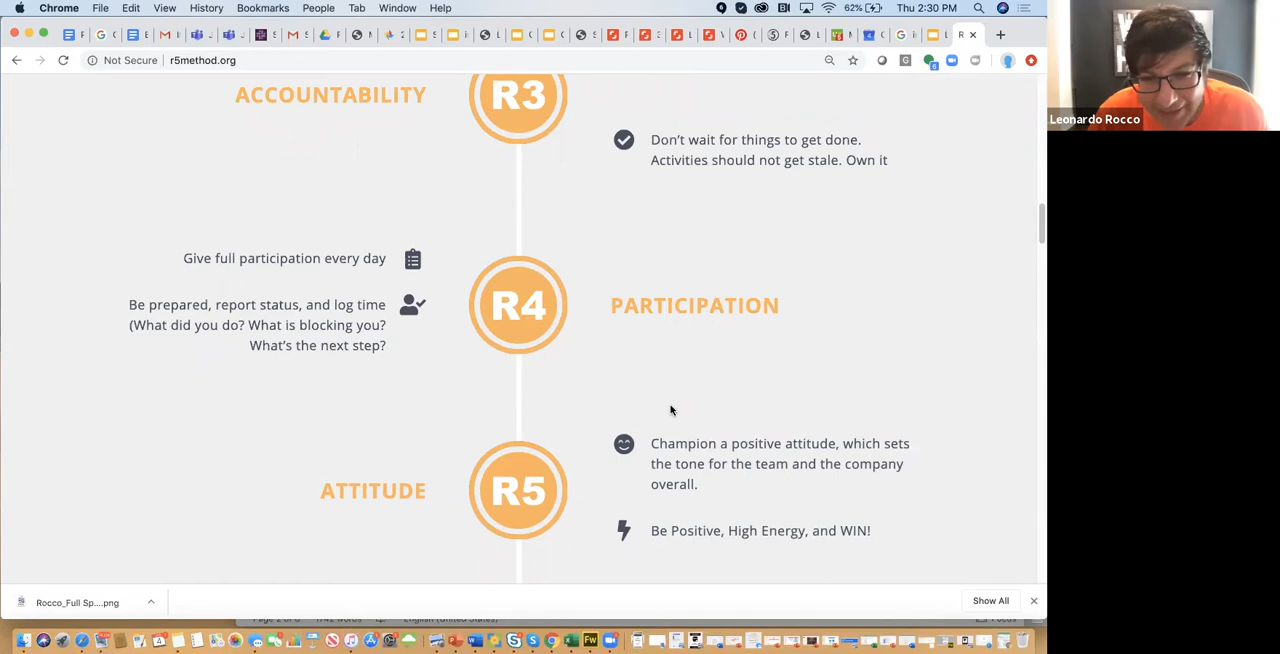 Chrome File Edit View History Bookmarks People Tab Window Help 62% Thu 2:30 PM
Not Secure r5method.org
Leonardo Rocco
ACCOUNTABILITY
R3
Don't wait for things to get done.
Activities should not get stale. Own it
Give full participation every day
Be prepared, report status, and log time
(What did you do? What is blocking you?
What's the next step?
R4
PARTICIPATION
Champion a positive attitude, which sets
the tone for the team and the company
overall.
ATTITUDE
R5
Be Positive, High Energy, and WIN!
Rocco_Full Sp....png
Show All